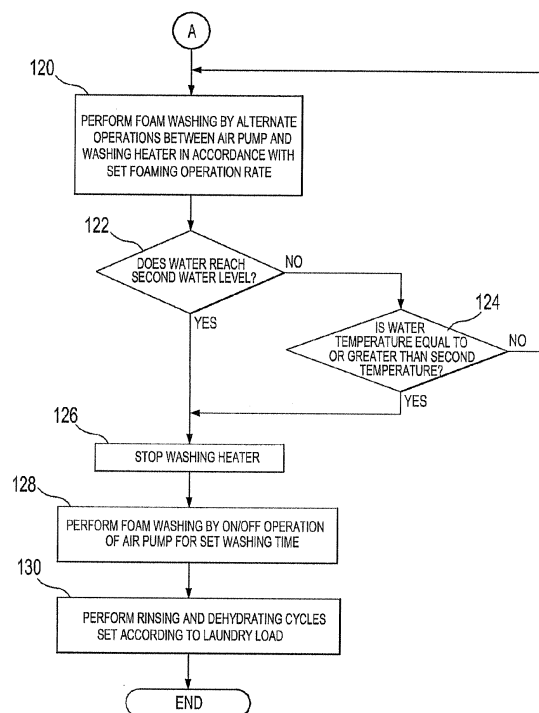 A
120
PERFORM FOAM WASHING BY ALTERNATE
OPERATIONS BETWEEN AIR PUMP AND
WASHING HEATER IN ACCORDANCE WITH
SET FOAMING OPERATION RATE
122
DOES WATER REACH
SECOND WATER LEVEL?
NO
YES
124
IS WATER
TEMPERATURE EQUAL TO
OR GREATER THAN SECOND
TEMPERATURE?
NO
YES
126
STOP WASHING HEATER
128
PERFORM FOAM WASHING BY ON/OFF OPERATION
OF AIR PUMP FOR SET WASHING TIME
130
PERFORM RINSING AND DEHYDRATING CYCLES
SET ACCORDING TO LAUNDRY LOAD
END